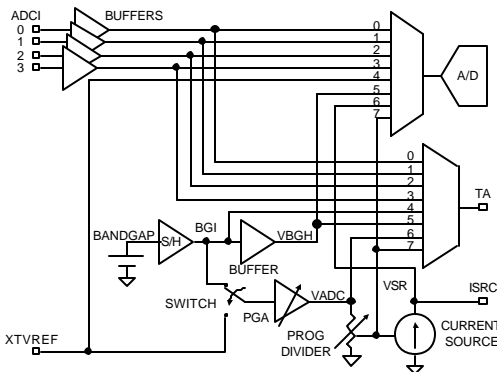 ADCI
BUFFERS
0
1
2
3
0
1
2
3
4
5
6
7
A/D
0
1
2
3
4
5
6
7
TA
BANDGAP
S/H
BGI
VBGH
BUFFER
SWITCH
PGA
VADC
VSR
ISRC
XTVREF
PROG
DIVIDER
CURRENT
SOURCE